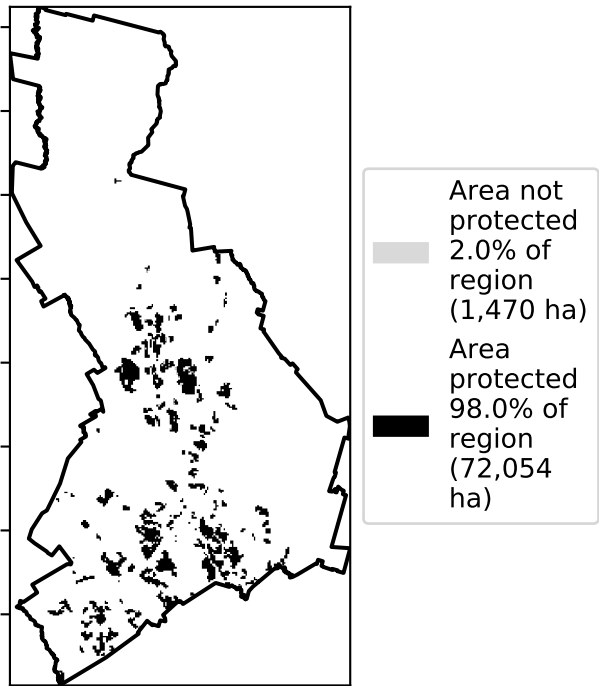 Area not
protected
2.0% of
region
(1,470 ha)
Area
protected
98.0% of
region
(72,054
ha)